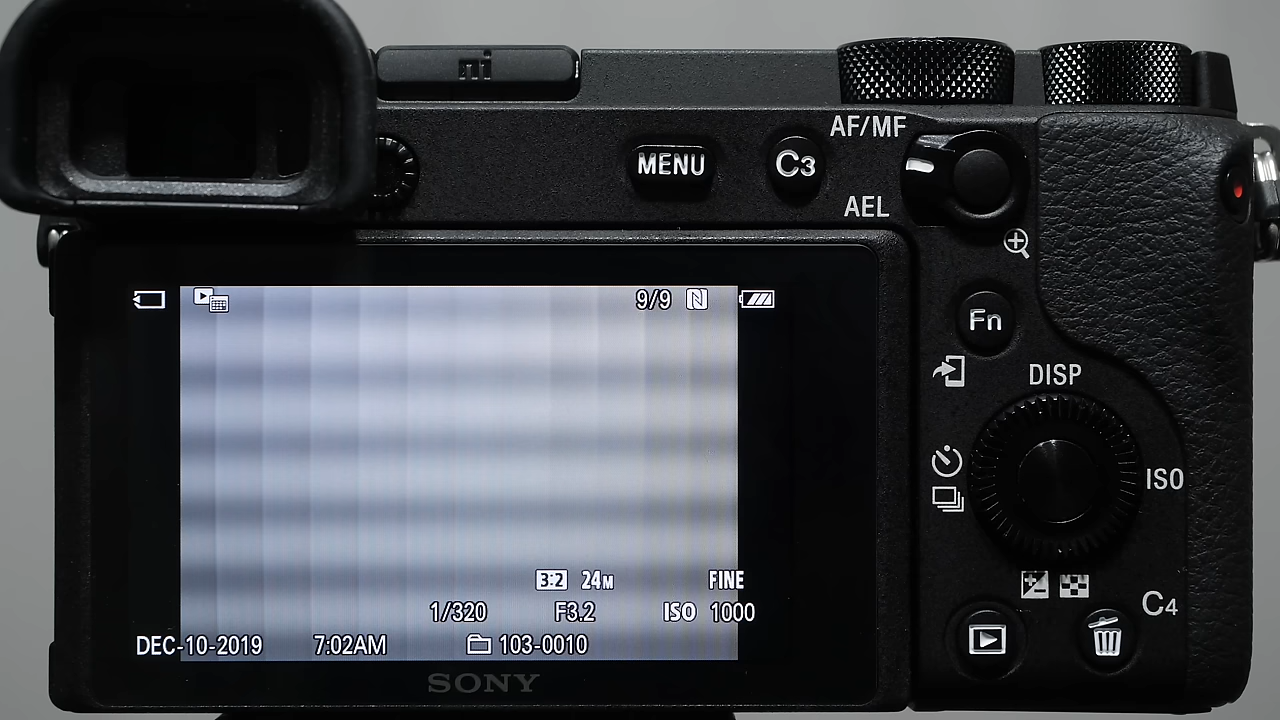 mi
MENU
C3
AF/MF
AEL
9/9 N
Fn
DISP
ISO
3:2 24M FINE
1/320 F3.2 ISO 1000
DEC-10-2019 7:02AM 103-0010
C4
SONY